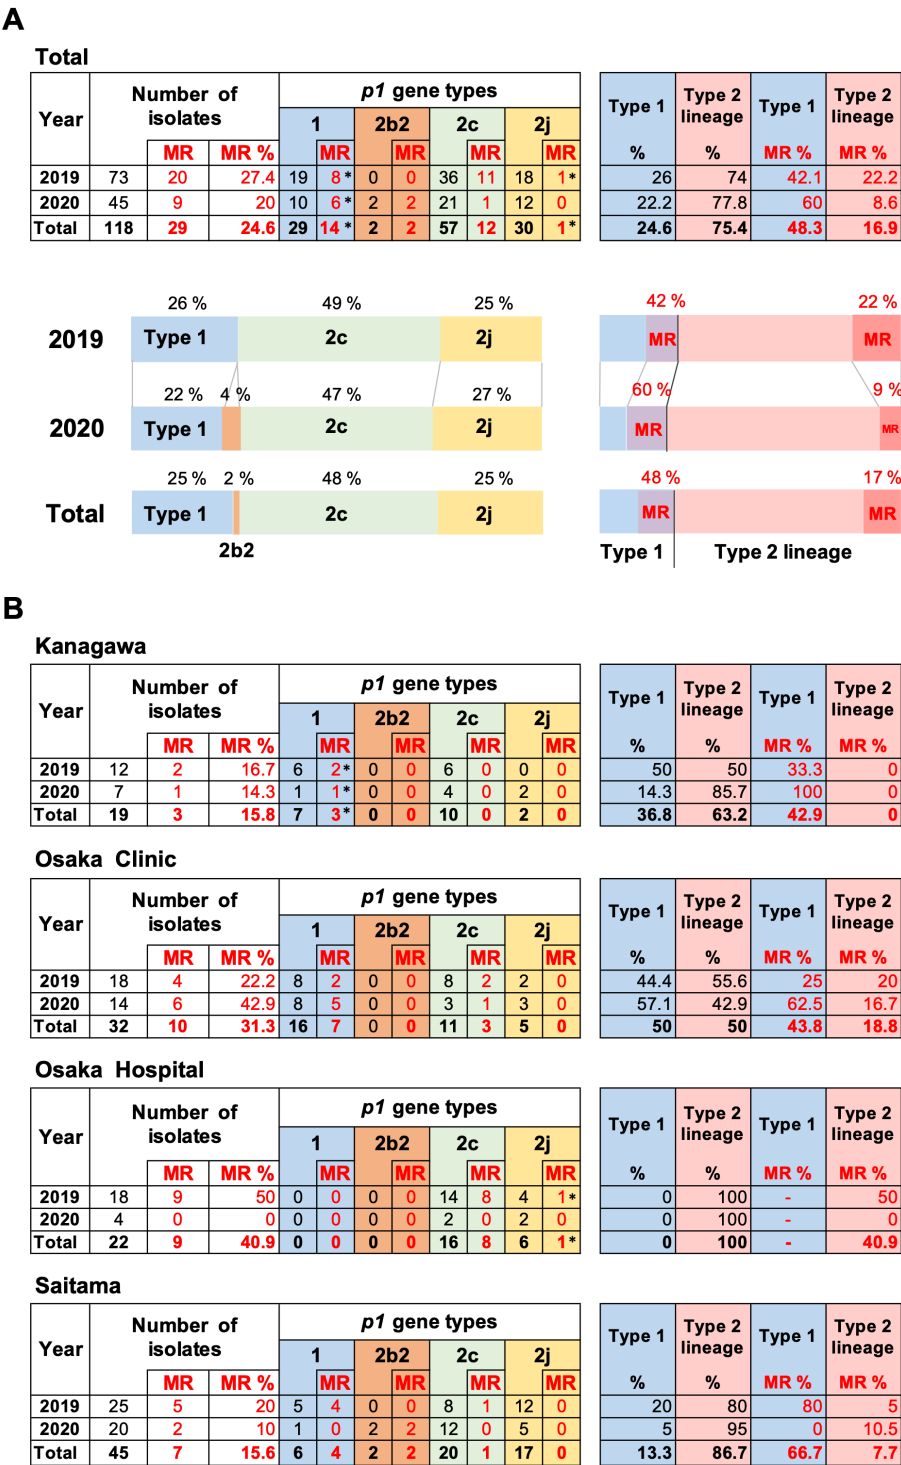 A
Total
Year Number of isolates p1 gene types Type 1 Type 2 lineage Type 1 Type 2 lineage
1 2b2 2c 2j
MR MR % MR MR MR MR % % MR % MR %
2019 73 20 27.4 19 8* 0 0 36 11 18 1* 26 74 42.1 22.2
2020 45 9 20 10 6* 2 2 21 1 12 0 22.2 77.8 60 8.6
Total 118 29 24.6 29 14* 2 2 57 12 30 1* 24.6 75.4 48.3 16.9
26 % 49 % 25 % 42 % 22 %
2019 Type 1 2c 2j MR MR
22 % 4 % 47 % 27 % 60 % 9 %
2020 Type 1 2c 2j MR MR
25 % 2 % 48 % 25 % 48 % 17 %
Total Type 1 2c 2j MR MR
2b2 Type 1 Type 2 lineage
B
Kanagawa
Year Number of isolates p1 gene types Type 1 Type 2 lineage Type 1 Type 2 lineage
1 2b2 2c 2j
MR MR % MR MR MR MR % % MR % MR %
2019 12 2 16.7 6 2* 0 0 6 0 0 0 50 50 33.3 0
2020 7 1 14.3 1 1* 0 0 4 0 2 0 14.3 85.7 100 0
Total 19 3 15.8 7 3* 0 0 10 0 2 0 36.8 63.2 42.9 0
Osaka Clinic
Year Number of isolates p1 gene types Type 1 Type 2 lineage Type 1 Type 2 lineage
1 2b2 2c 2j
MR MR % MR MR MR MR % % MR % MR %
2019 18 4 22.2 8 2 0 0 8 2 2 0 44.4 55.6 25 20
2020 14 6 42.9 8 5 0 0 3 1 3 0 57.1 42.9 62.5 16.7
Total 32 10 31.3 16 7 0 0 11 3 5 0 50 50 43.8 18.8
Osaka Hospital
Year Number of isolates p1 gene types Type 1 Type 2 lineage Type 1 Type 2 lineage
1 2b2 2c 2j
MR MR % MR MR MR MR % % MR % MR %
2019 18 9 50 0 0 0 0 14 8 4 1* 0 100 - 50
2020 4 0 0 0 0 0 0 2 0 2 0 0 100 - 0
Total 22 9 40.9 0 0 0 0 16 8 6 1* 0 100 - 40.9
Saitama
Year Number of isolates p1 gene types Type 1 Type 2 lineage Type 1 Type 2 lineage
1 2b2 2c 2j
MR MR % MR MR MR MR % % MR % MR %
2019 25 5 20 5 4 0 0 8 1 12 0 20 80 80 5
2020 20 2 10 1 0 2 2 12 0 5 0 5 95 0 10.5
Total 45 7 15.6 6 4 2 2 20 1 17 0 13.3 86.7 66.7 7.7